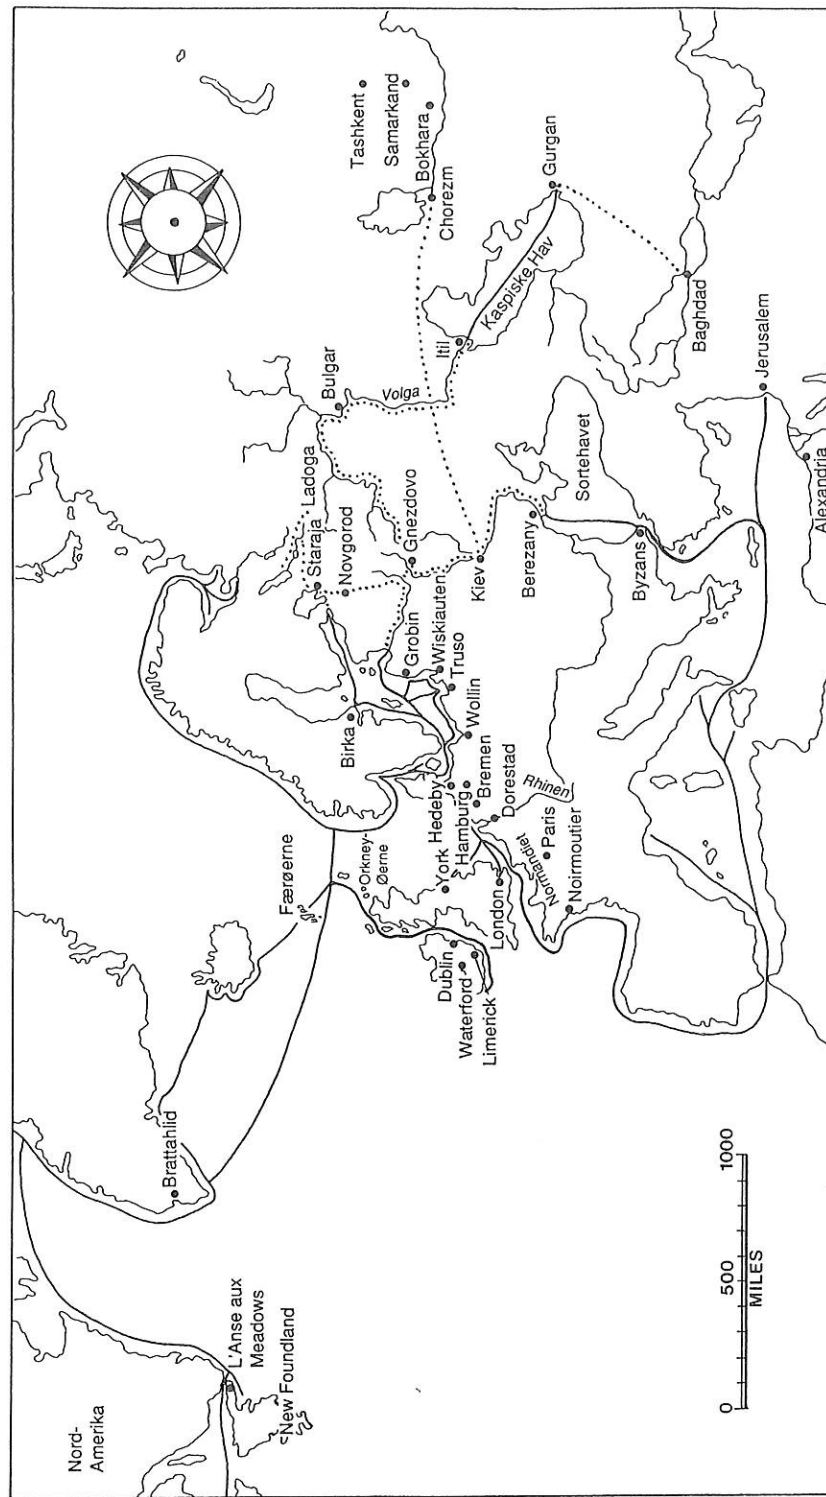 Nord-
Amerika
L'Anse aux
Meadows
New Foundland
Brattahlid
Færøerne
Orkney-
Øerne
Dublin
Waterford
Limerick
York
London
Hedeby
Hamburg
Bremen
Dorestad
Rhinen
Normandiet
Paris
Noirmoutier
Birka
Wollin
Truso
Wiskiauten
Grobin
Staraja Ladoga
Novgorod
Gnezdovo
Kiev
Berezany
Byzans
Sortehavet
Bulgar
Volga
Itil
Kaspiske Hav
Gurgan
Chorezm
Bokhara
Samarkand
Tashkent
Baghdad
Jerusalem
Alexandria
0 500 1000
MILES